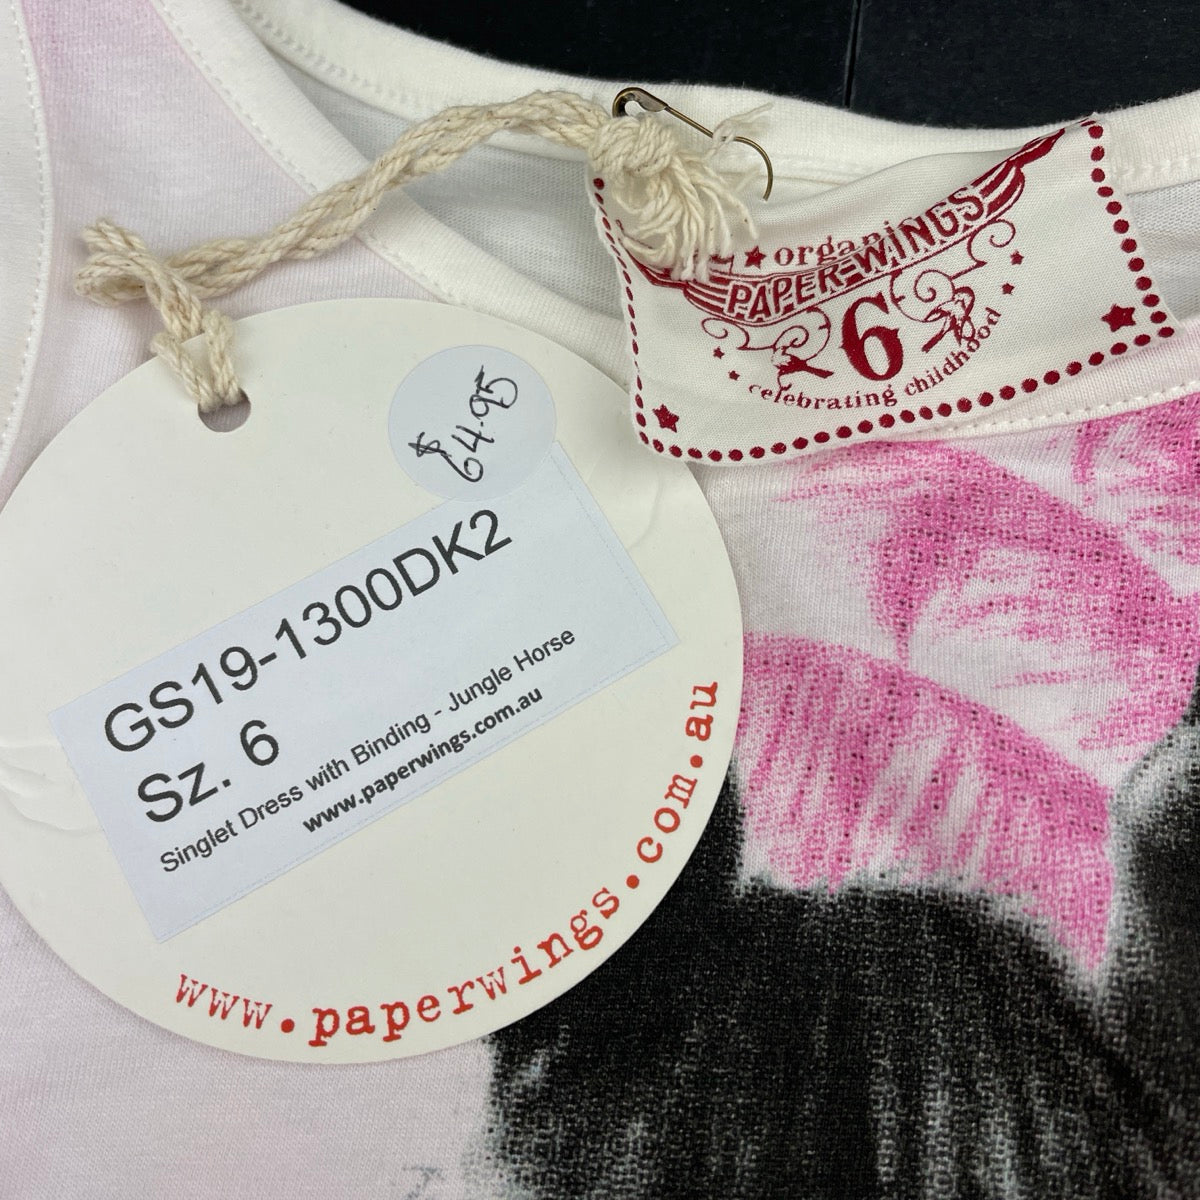 $64.95
GS19-1300DK2
Sz. 6
Singlet Dress with Binding - Jungle Horse
www.paperwings.com.au
www.paperwings.com.au
organi
PAPER-WINGS
6
celebrating childhood